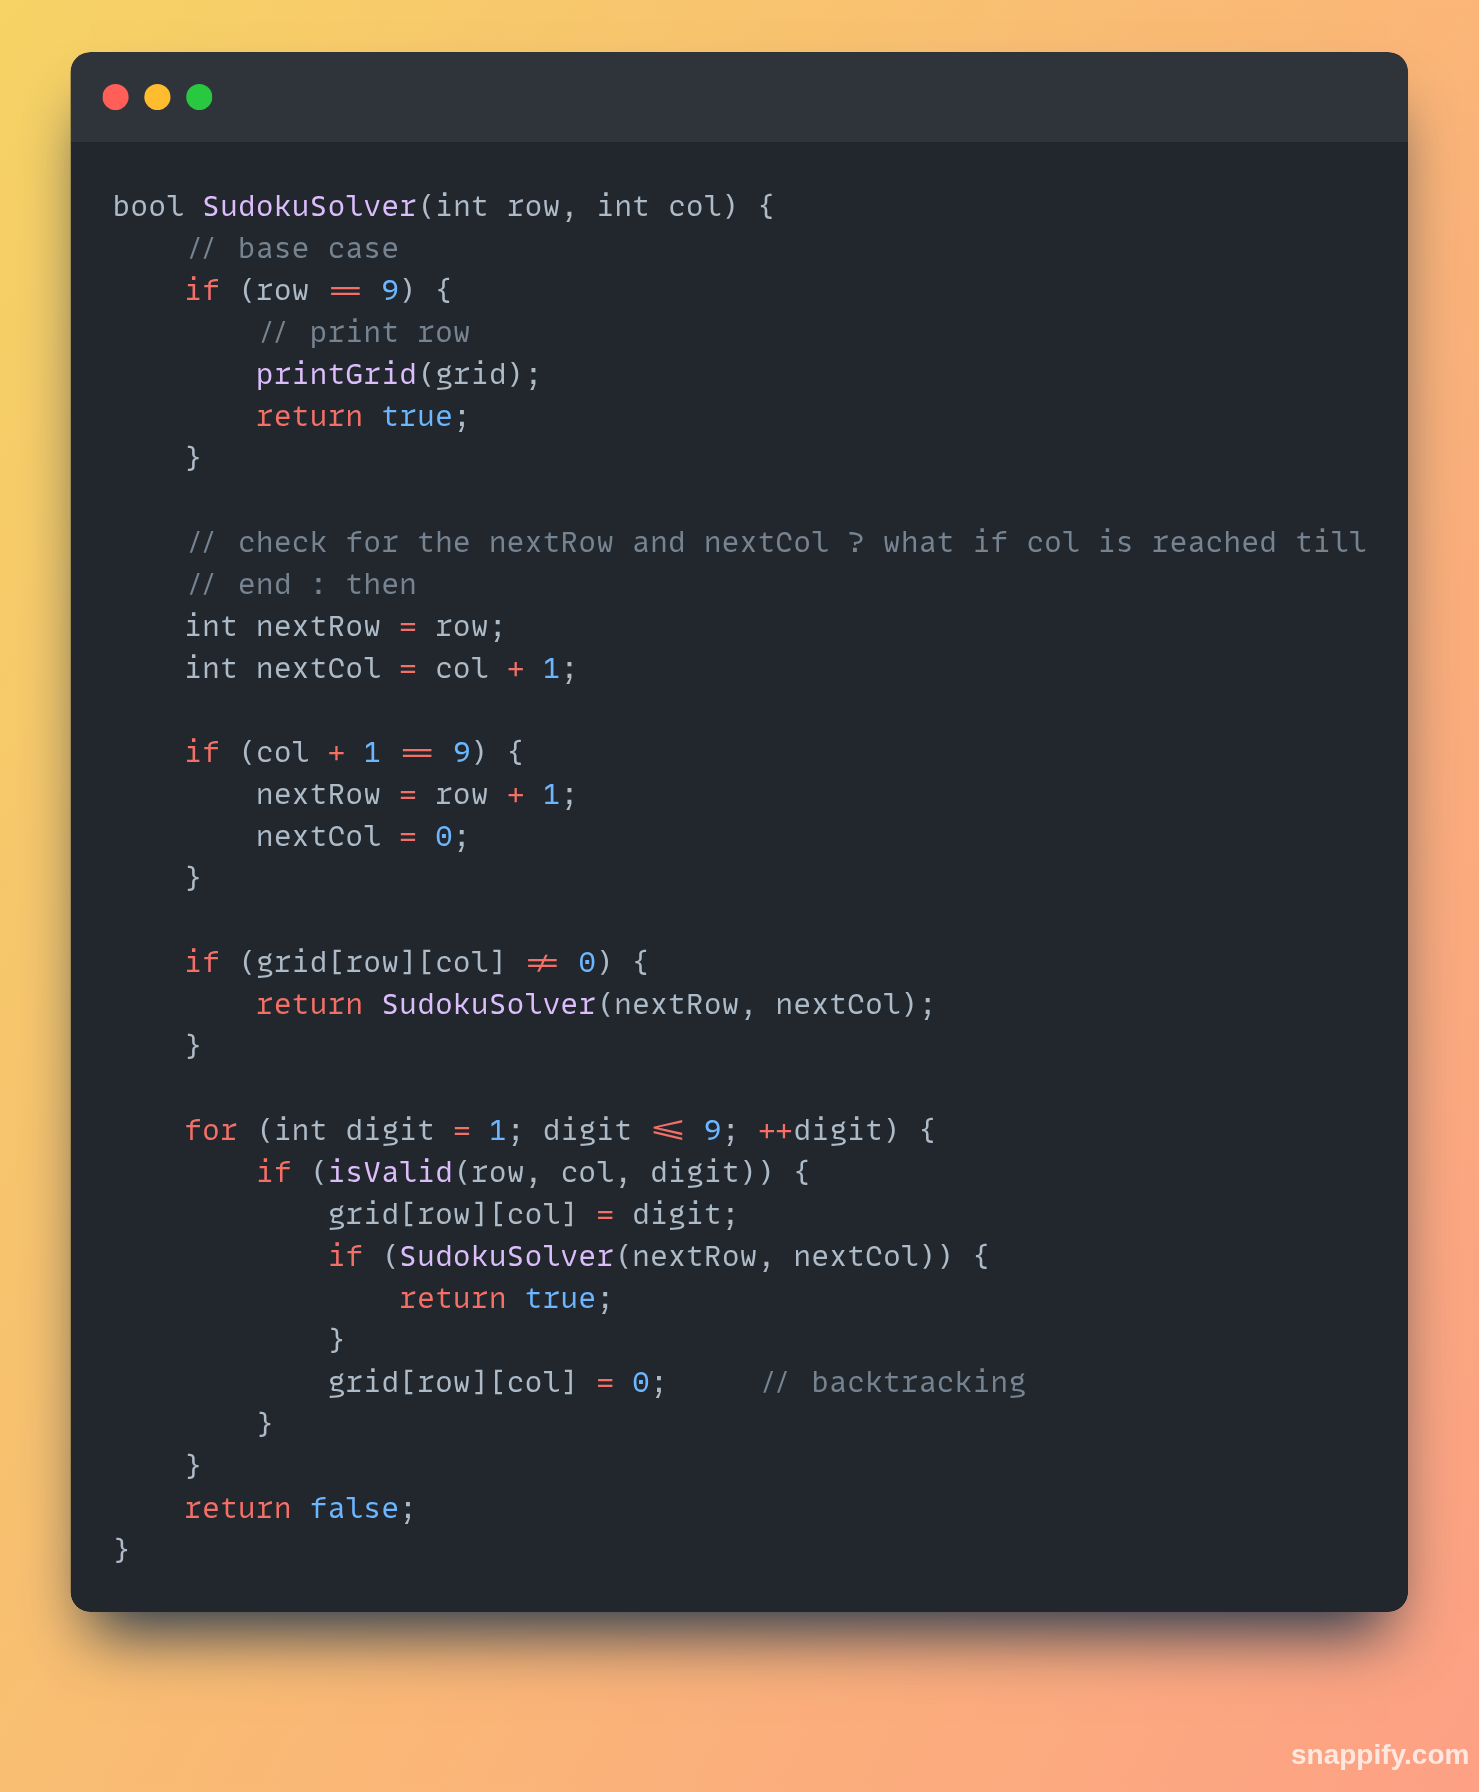 bool SudokuSolver(int row, int col) {
    // base case
    if (row == 9) {
        // print row
        printGrid(grid);
        return true;
    }

    // check for the nextRow and nextCol ? what if col is reached till
    // end : then
    int nextRow = row;
    int nextCol = col + 1;

    if (col + 1 == 9) {
        nextRow = row + 1;
        nextCol = 0;
    }

    if (grid[row][col] != 0) {
        return SudokuSolver(nextRow, nextCol);
    }

    for (int digit = 1; digit <= 9; ++digit) {
        if (isValid(row, col, digit)) {
            grid[row][col] = digit;
            if (SudokuSolver(nextRow, nextCol)) {
                return true;
            }
            grid[row][col] = 0;     // backtracking
        }
    }
    return false;
}
snappify.com